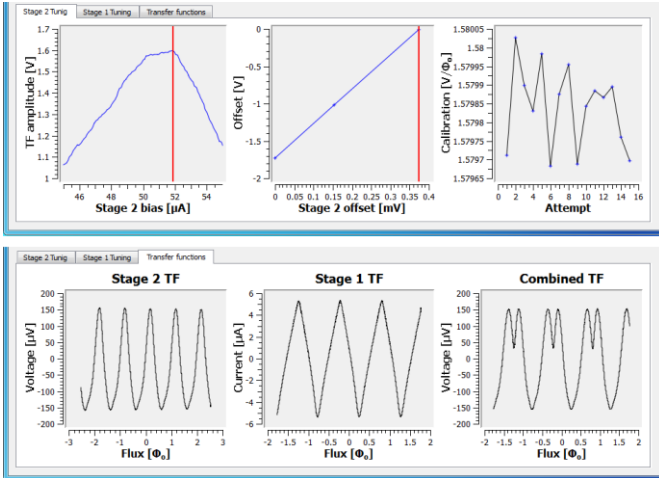 Stage 2 Tunig Stage 1 Tuning Transfer functions
1.7
1.6
1.5
1.4
1.3
1.2
1.1
1
TF amplitude [V]
46 48 50 52 54
Stage 2 bias [µA]
0
-0.5
-1
-1.5
-2
Offset [V]
0 0.05 0.1 0.15 0.2 0.25 0.3 0.35 0.4
Stage 2 offset [mV]
1.58005
1.58
1.57995
1.5799
1.57985
1.5798
1.57975
1.5797
1.57965
Calibration [V/Φ₀]
0 2 4 6 8 10 12 14 16
Attempt
Stage 2 Tunig Stage 1 Tuning Transfer functions
Stage 2 TF
200
150
100
50
0
-50
-100
-150
-200
Voltage [µV]
-3 -2 -1 0 1 2 3
Flux [Φ₀]
Stage 1 TF
6
4
2
0
-2
-4
-6
Current [µA]
-2 -1.5 -1 -0.5 0 0.5 1 1.5 2
Flux [Φ₀]
Combined TF
200
150
100
50
0
-50
-100
-150
-200
Voltage [µV]
-2 -1.5 -1 -0.5 0 0.5 1 1.5 2
Flux [Φ₀]